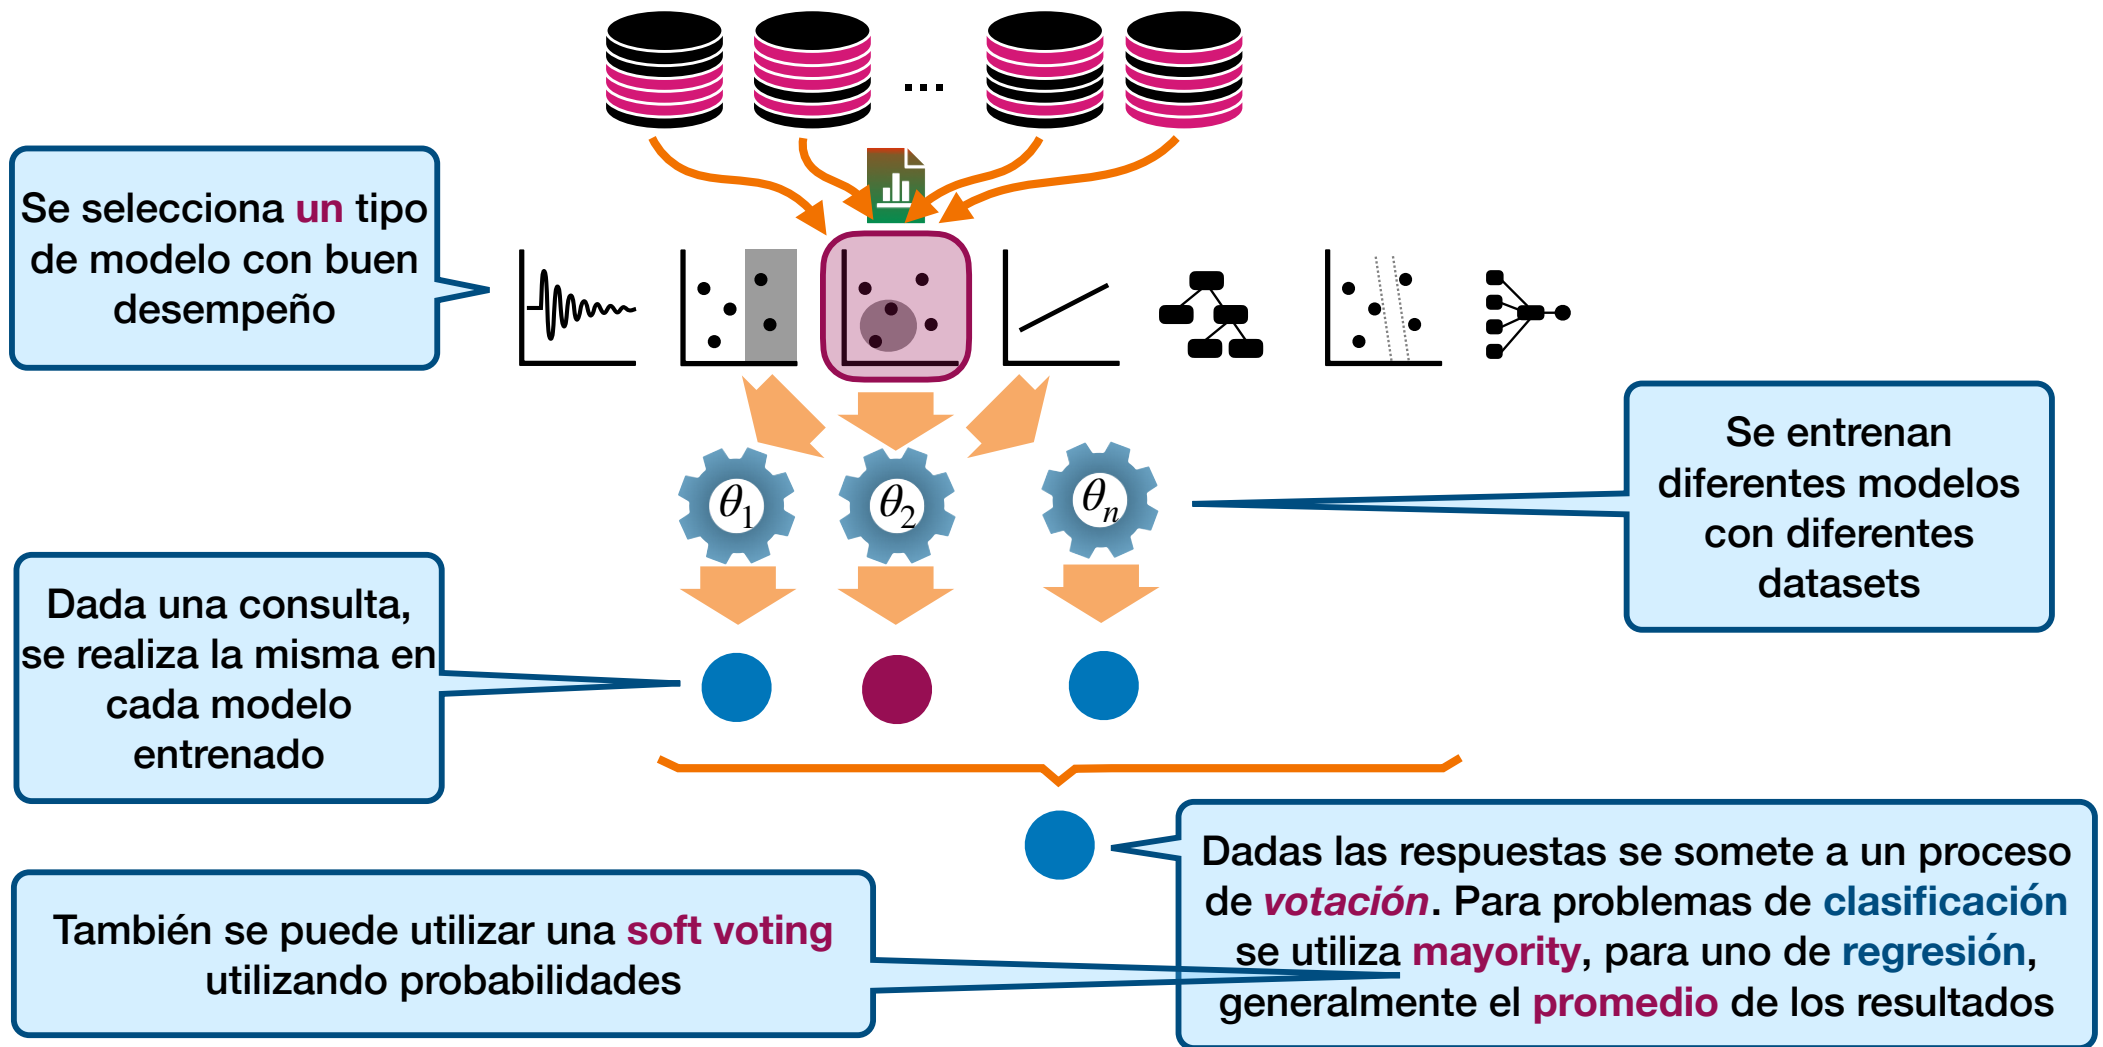 ...
Se selecciona un tipo
de modelo con buen
desempeño
θ1
θ2
θn
Se entrenan
diferentes modelos
con diferentes
datasets
Dada una consulta,
se realiza la misma en
cada modelo
entrenado
Dadas las respuestas se somete a un proceso
de votación. Para problemas de clasificación
se utiliza mayority, para uno de regresión,
generalmente el promedio de los resultados
También se puede utilizar una soft voting
utilizando probabilidades